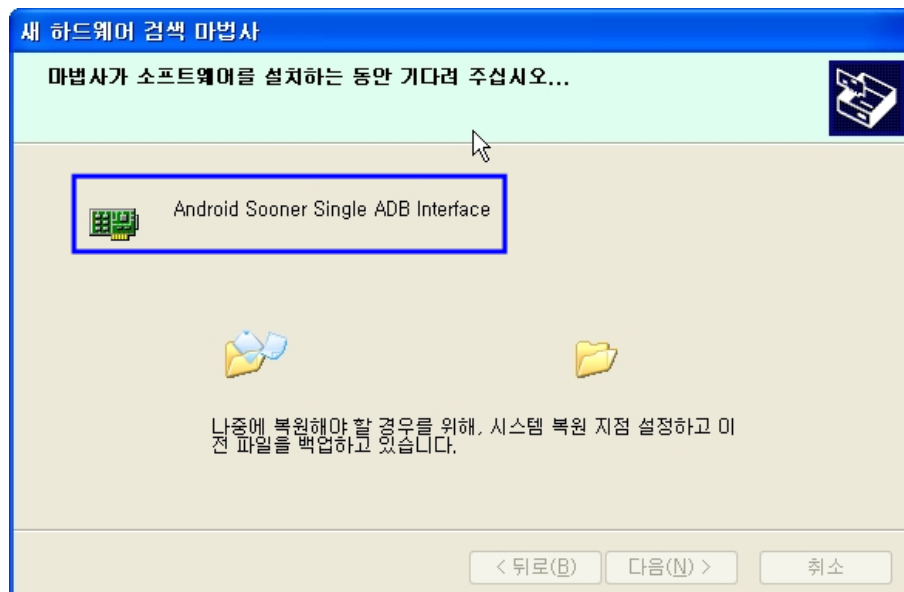 새 하드웨어 검색 마법사
마법사가 소프트웨어를 설치하는 동안 기다려 주십시오...
Android Sooner Single ADB Interface
나중에 복원해야 할 경우를 위해, 시스템 복원 지점 설정하고 이
전 파일을 백업하고 있습니다.
< 뒤로(B) 다음(N) > 취소